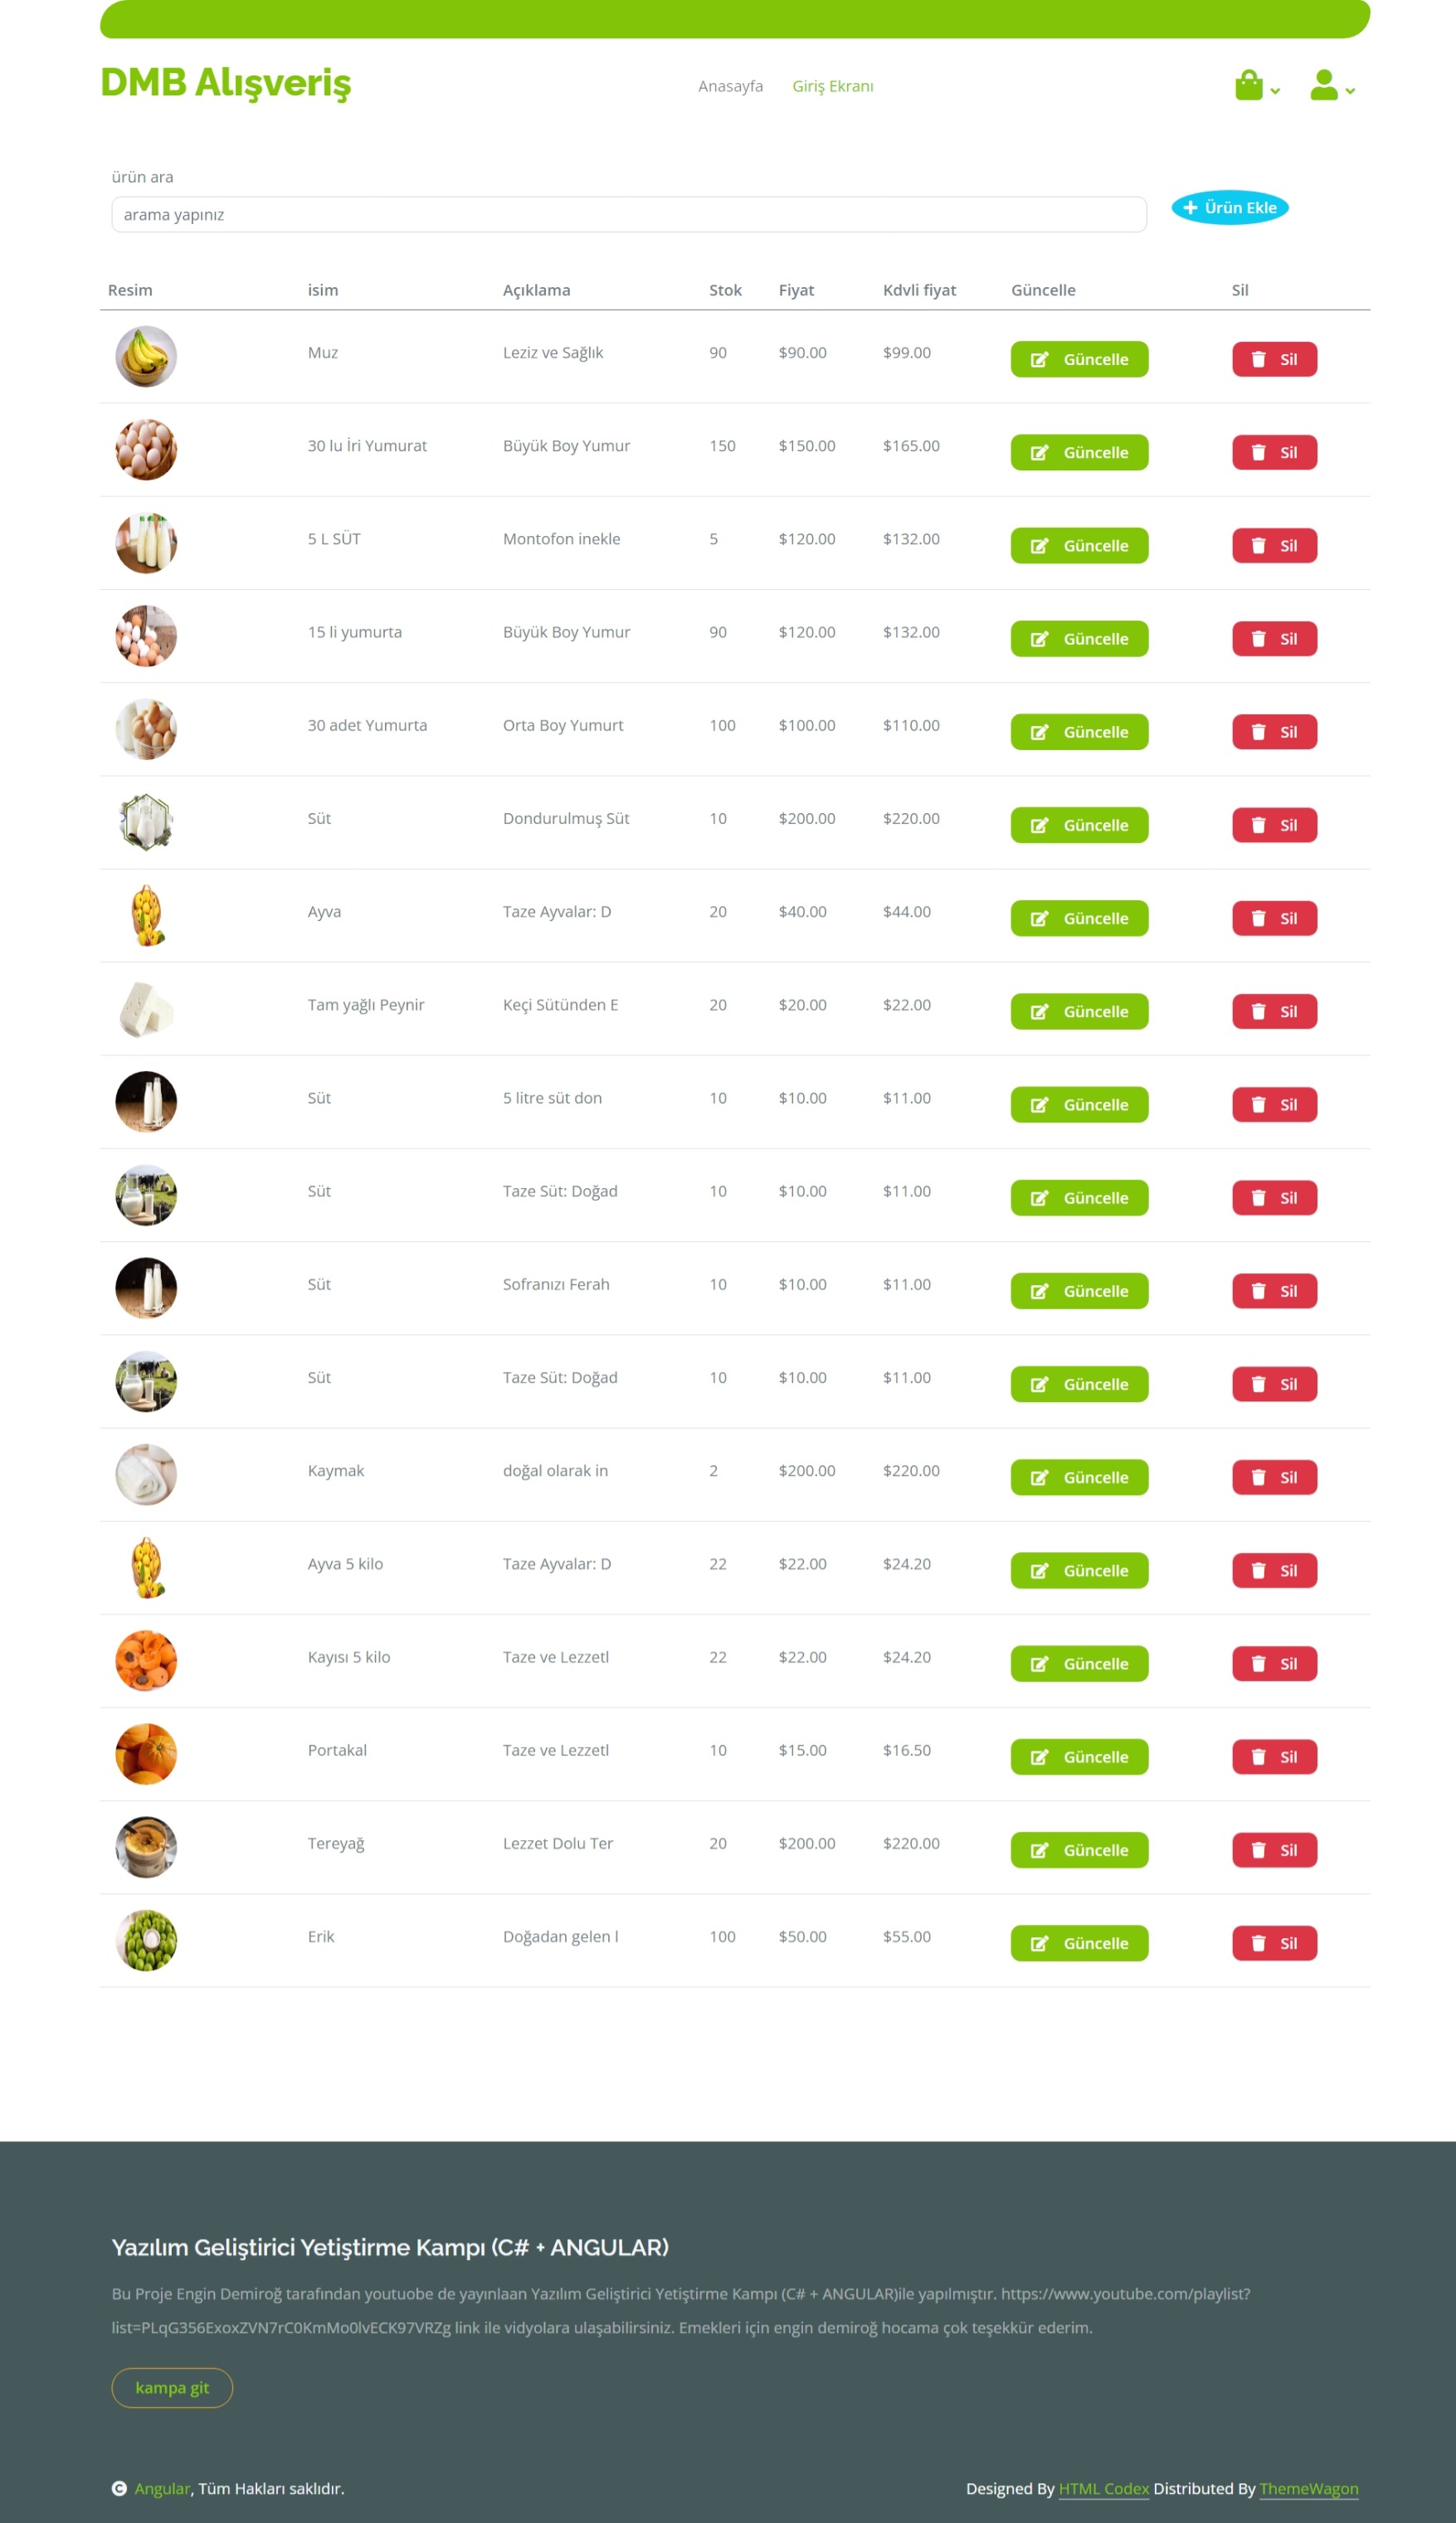 DMB Alışveriş
Anasayfa Giriş Ekranı
ürün ara
arama yapınız
Ürün Ekle
Resim isim Açıklama Stok Fiyat Kdvli fiyat Güncelle Sil
Muz Leziz ve Sağlık 90 $90.00 $99.00 Güncelle Sil
30 lu İri Yumurat Büyük Boy Yumur 150 $150.00 $165.00 Güncelle Sil
5 L SÜT Montofon inekle 5 $120.00 $132.00 Güncelle Sil
15 li yumurta Büyük Boy Yumur 90 $120.00 $132.00 Güncelle Sil
30 adet Yumurta Orta Boy Yumurt 100 $100.00 $110.00 Güncelle Sil
Süt Dondurulmuş Süt 10 $200.00 $220.00 Güncelle Sil
Ayva Taze Ayvalar: D 20 $40.00 $44.00 Güncelle Sil
Tam yağlı Peynir Keçi Sütünden E 20 $20.00 $22.00 Güncelle Sil
Süt 5 litre süt don 10 $10.00 $11.00 Güncelle Sil
Süt Taze Süt: Doğad 10 $10.00 $11.00 Güncelle Sil
Süt Sofranızı Ferah 10 $10.00 $11.00 Güncelle Sil
Süt Taze Süt: Doğad 10 $10.00 $11.00 Güncelle Sil
Kaymak doğal olarak in 2 $200.00 $220.00 Güncelle Sil
Ayva 5 kilo Taze Ayvalar: D 22 $22.00 $24.20 Güncelle Sil
Kayısı 5 kilo Taze ve Lezzetl 22 $22.00 $24.20 Güncelle Sil
Portakal Taze ve Lezzetl 10 $15.00 $16.50 Güncelle Sil
Tereyağ Lezzet Dolu Ter 20 $200.00 $220.00 Güncelle Sil
Erik Doğadan gelen l 100 $50.00 $55.00 Güncelle Sil
Yazılım Geliştirici Yetiştirme Kampı (C# + ANGULAR)
Bu Proje Engin Demiroğ tarafından youtuobe de yayınlaan Yazılım Geliştirici Yetiştirme Kampı (C# + ANGULAR)ile yapılmıştır. https://www.youtube.com/playlist?
list=PLqG356ExoxZVN7rC0KmMo0lvECK97VRZg link ile vidyolara ulaşabilirsiniz. Emekleri için engin demiroğ hocama çok teşekkür ederim.
kampa git
Angular, Tüm Hakları saklıdır.
Designed By HTML Codex Distributed By ThemeWagon